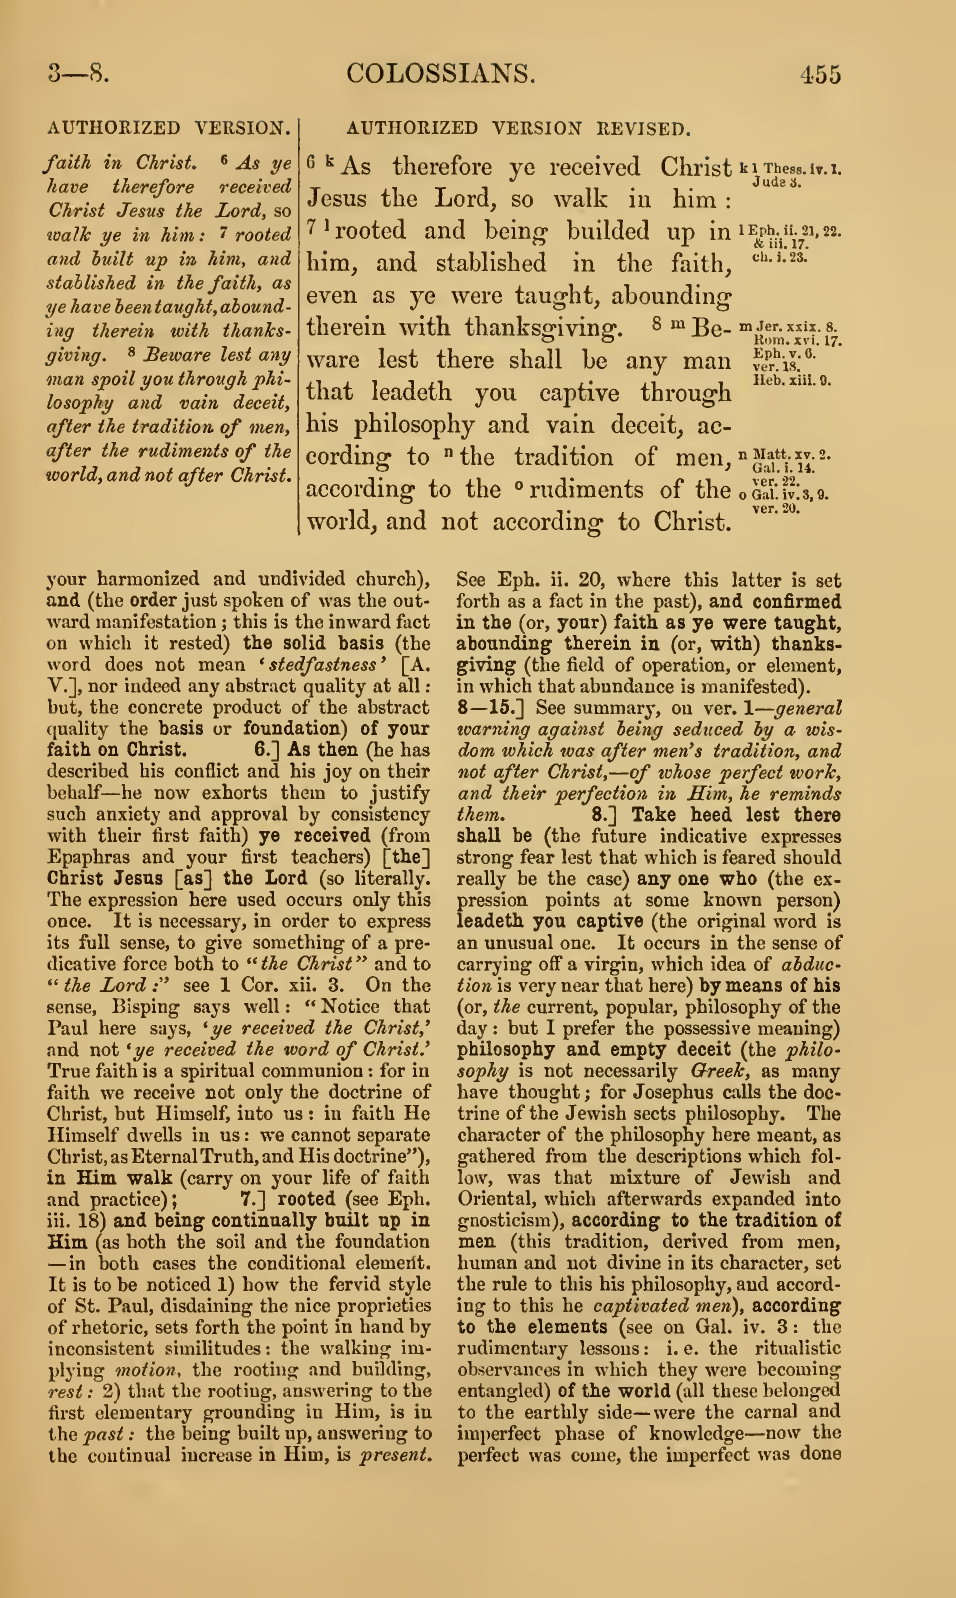 3—8.
COLOSSIANS.
455
AUTHORIZED VERSION.
faith in Christ. 6 As ye
have therefore received
Christ Jesus the Lord, so
walk ye in him: 7 rooted
and built up in him, and
stablished in the faith, as
ye have been taught, abound-
ing therein with thanks-
giving. 8 Beware lest any
man spoil you through phi-
losophy and vain deceit,
after the tradition of men,
after the rudiments of the
world, and not after Christ.
AUTHORIZED VERSION REVISED.
6 k As therefore ye received Christ
Jesus the Lord, so walk in him :
7 l rooted and being builded up in
him, and stablished in the faith,
even as ye were taught, abounding
therein with thanksgiving. 8 m Be-
ware lest there shall be any man
that leadeth you captive through
his philosophy and vain deceit, ac-
cording to n the tradition of men,
according to the o rudiments of the
world, and not according to Christ.
k 1 Thess. iv. 1.
Jude 3.
l Eph. ii. 21, 22.
& iii. 17.
ch. i. 23.
m Jer. xxix. 8.
Rom. xvi. 17.
Eph. v. 6.
ver. 18.
Heb. xiii. 9.
n Matt. xv. 2.
Gal. i. 14.
ver. 22.
o Gal. iv. 3, 9.
ver. 20.
your harmonized and undivided church),
and (the order just spoken of was the out-
ward manifestation ; this is the inward fact
on which it rested) the solid basis (the
word does not mean ‘stedfastness’ [A.
V.], nor indeed any abstract quality at all :
but, the concrete product of the abstract
quality the basis or foundation) of your
faith on Christ. 6.] As then (he has
described his conflict and his joy on their
behalf—he now exhorts them to justify
such anxiety and approval by consistency
with their first faith) ye received (from
Epaphras and your first teachers) [the]
Christ Jesus [as] the Lord (so literally.
The expression here used occurs only this
once. It is necessary, in order to express
its full sense, to give something of a pre-
dicative force both to “the Christ” and to
“the Lord :” see 1 Cor. xii. 3. On the
sense, Bisping says well : “Notice that
Paul here says, ‘ye received the Christ,’
and not ‘ye received the word of Christ.’
True faith is a spiritual communion : for in
faith we receive not only the doctrine of
Christ, but Himself, into us : in faith He
Himself dwells in us : we cannot separate
Christ, as Eternal Truth, and His doctrine”),
in Him walk (carry on your life of faith
and practice) ; 7.] rooted (see Eph.
iii. 18) and being continually built up in
Him (as both the soil and the foundation
—in both cases the conditional element.
It is to be noticed 1) how the fervid style
of St. Paul, disdaining the nice proprieties
of rhetoric, sets forth the point in hand by
inconsistent similitudes : the walking im-
plying motion, the rooting and building,
rest : 2) that the rooting, answering to the
first elementary grounding in Him, is in
the past : the being built up, answering to
the continual increase in Him, is present.
See Eph. ii. 20, where this latter is set
forth as a fact in the past), and confirmed
in the (or, your) faith as ye were taught,
abounding therein in (or, with) thanks-
giving (the field of operation, or element,
in which that abundance is manifested).
8—15.] See summary, on ver. 1—general
warning against being seduced by a wis-
dom which was after men’s tradition, and
not after Christ,—of whose perfect work,
and their perfection in Him, he reminds
them. 8.] Take heed lest there
shall be (the future indicative expresses
strong fear lest that which is feared should
really be the case) any one who (the ex-
pression points at some known person)
leadeth you captive (the original word is
an unusual one. It occurs in the sense of
carrying off a virgin, which idea of abduc-
tion is very near that here) by means of his
(or, the current, popular, philosophy of the
day : but I prefer the possessive meaning)
philosophy and empty deceit (the philo-
sophy is not necessarily Greek, as many
have thought ; for Josephus calls the doc-
trine of the Jewish sects philosophy. The
character of the philosophy here meant, as
gathered from the descriptions which fol-
low, was that mixture of Jewish and
Oriental, which afterwards expanded into
gnosticism), according to the tradition of
men (this tradition, derived from men,
human and not divine in its character, set
the rule to this his philosophy, and accord-
ing to this he captivated men), according
to the elements (see on Gal. iv. 3 : the
rudimentary lessons : i. e. the ritualistic
observances in which they were becoming
entangled) of the world (all these belonged
to the earthly side—were the carnal and
imperfect phase of knowledge—now the
perfect was come, the imperfect was done